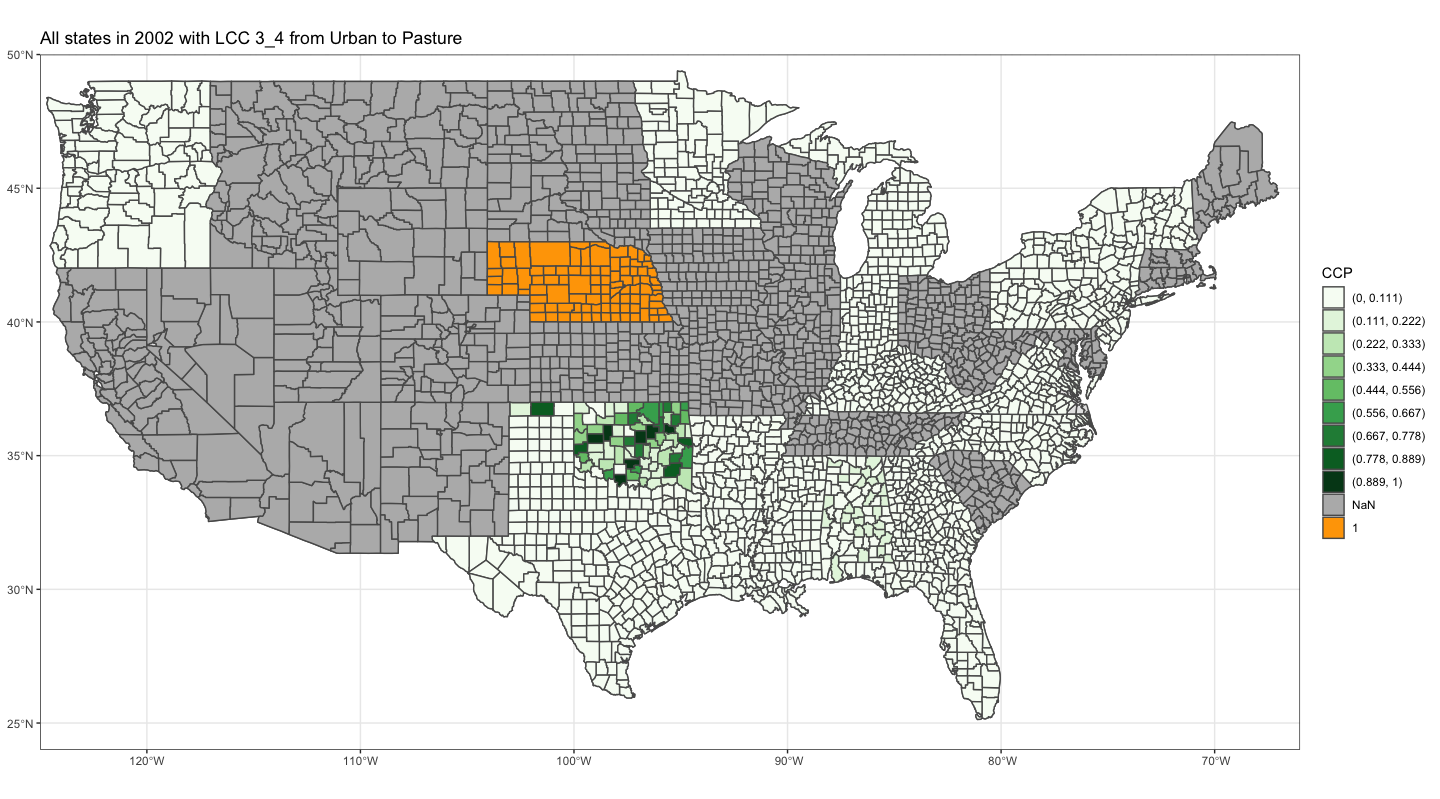 All states in 2002 with LCC 3_4 from Urban to Pasture
50°N
45°N
40°N
35°N
30°N
25°N
120°W
110°W
100°W
90°W
80°W
70°W
CCP
(0, 0.111)
(0.111, 0.222)
(0.222, 0.333)
(0.333, 0.444)
(0.444, 0.556)
(0.556, 0.667)
(0.667, 0.778)
(0.778, 0.889)
(0.889, 1)
NaN
1